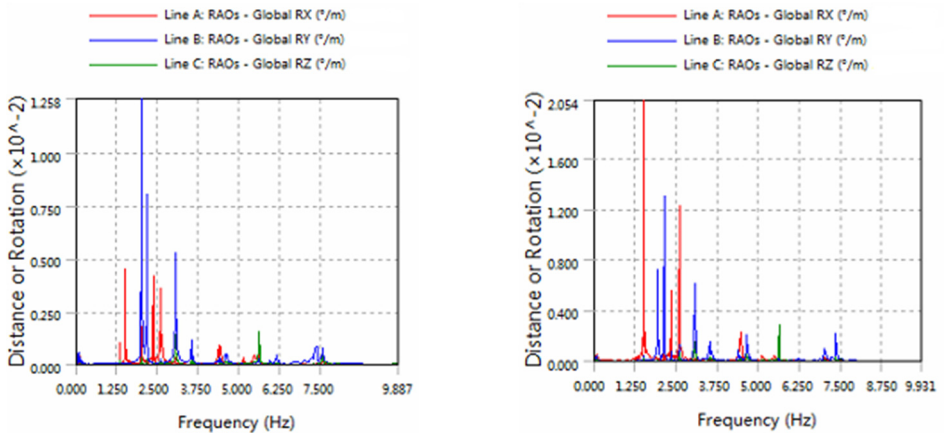 Line A: RAOs - Global RX (°/m)
Line B: RAOs - Global RY (°/m)
Line C: RAOs - Global RZ (°/m)
Distance or Rotation (×10^-2)
1.258
1.000
0.750
0.500
0.250
0.000
0.000 1.250 2.500 3.750 5.000 6.250 7.500 9.887
Frequency (Hz)
Line A: RAOs - Global RX (°/m)
Line B: RAOs - Global RY (°/m)
Line C: RAOs - Global RZ (°/m)
Distance or Rotation (×10^-2)
2.054
1.600
1.200
0.800
0.400
0.000
0.000 1.250 2.500 3.750 5.000 6.250 7.500 8.750 9.931
Frequency (Hz)